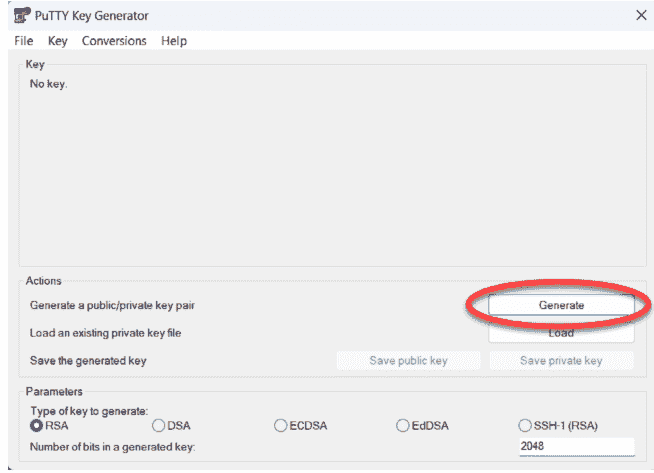 PuTTY Key Generator
File Key Conversions Help
Key
No key.
Actions
Generate a public/private key pair
Generate
Load an existing private key file
Load
Save the generated key
Save public key
Save private key
Parameters
Type of key to generate:
RSA
DSA
ECDSA
EdDSA
SSH-1 (RSA)
Number of bits in a generated key:
2048